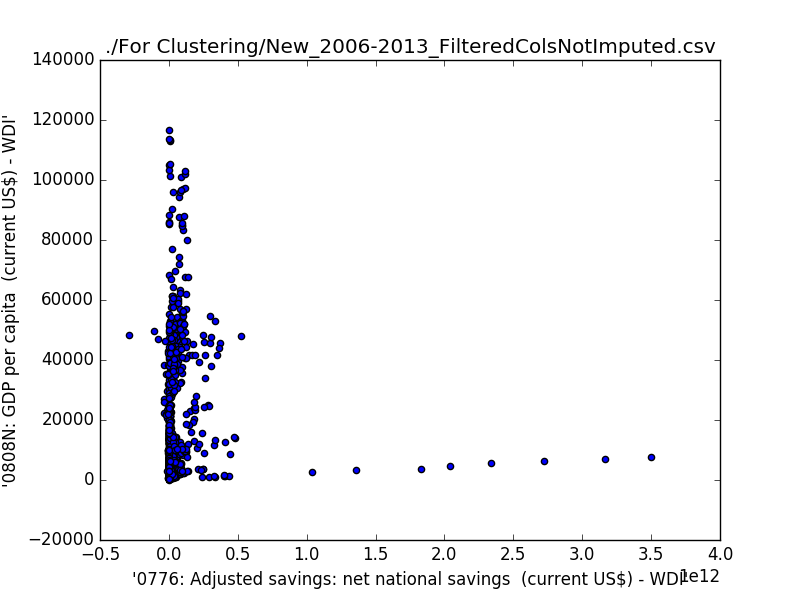 ./For Clustering/New_2006-2013_FilteredColsNotImputed.csv
140000
120000
100000
80000
60000
40000
20000
0
−20000
'0808N: GDP per capita  (current US$) - WDI'
−0.5 0.0 0.5 1.0 1.5 2.0 2.5 3.0 3.5 4.0
1e12
'0776: Adjusted savings: net national savings  (current US$) - WDI'